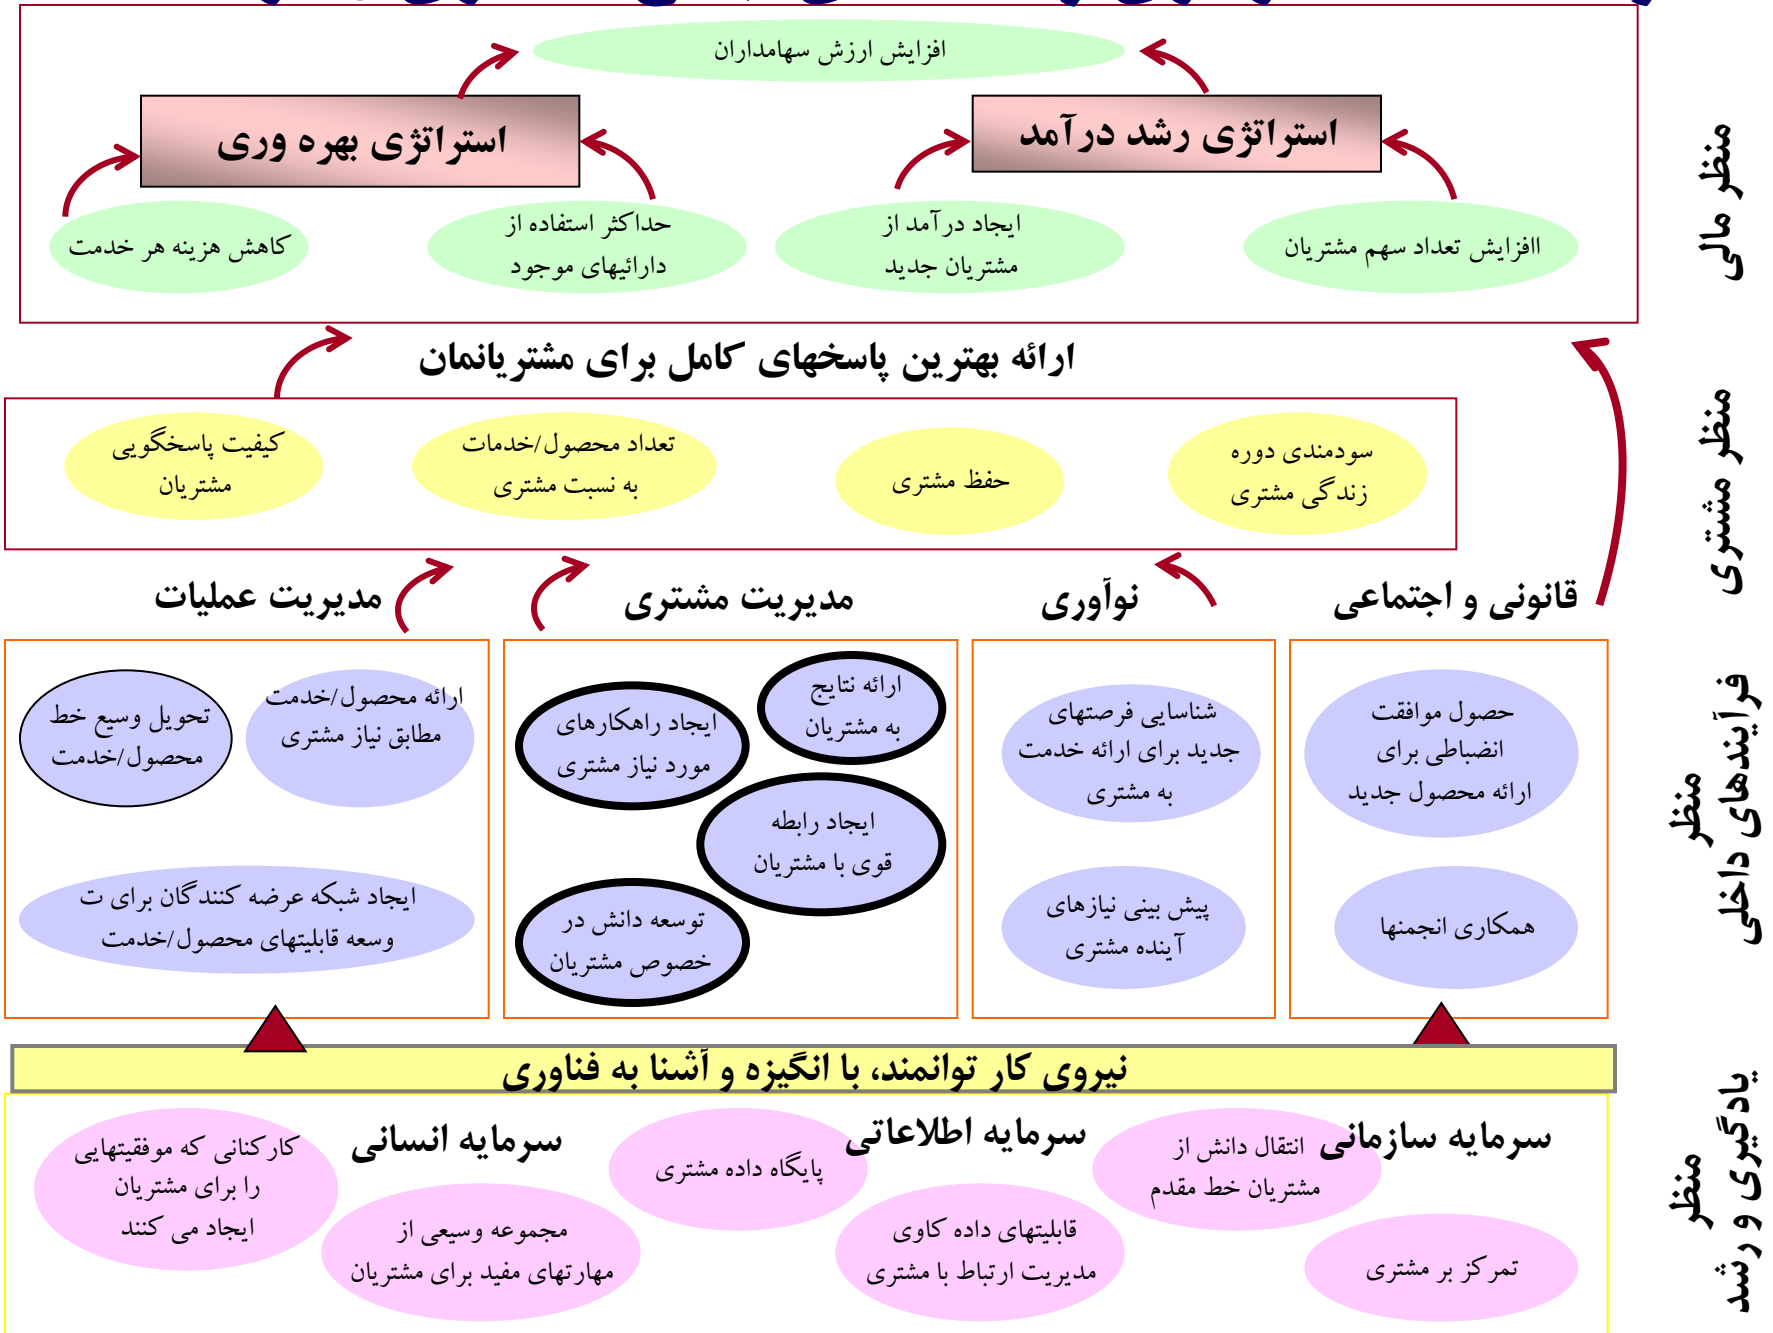 افزایش ارزش سهامداران
استراتژی رشد درآمد
استراتژی بهره وری
اافزایش تعداد سهم مشتریان
ایجاد درآمد از
مشتریان جدید
حداکثر استفاده از
دارائیهای موجود
کاهش هزینه هر خدمت
منظر مالی
ارائه بهترین پاسخهای کامل برای مشتریانمان
سودمندی دوره
زندگی مشتری
حفظ مشتری
تعداد محصول/خدمات
به نسبت مشتری
کیفیت پاسخگویی
مشتریان
منظر مشتری
قانونی و اجتماعی
نوآوری
مدیریت مشتری
مدیریت عملیات
حصول موافقت
انضباطی برای
ارائه محصول جدید
همکاری انجمنها
شناسایی فرصتهای
جدید برای ارائه خدمت
به مشتری
پیش بینی نیازهای
آینده مشتری
ارائه نتایج
به مشتریان
ایجاد راهکارهای
مورد نیاز مشتری
ایجاد رابطه
قوی با مشتریان
توسعه دانش در
خصوص مشتریان
ارائه محصول/خدمت
مطابق نیاز مشتری
تحویل وسیع خط
محصول/خدمت
ایجاد شبکه عرضه کنندگان برای ت
وسعه قابلیتهای محصول/خدمت
منظر
فرآیندهای داخلی
نیروی کار توانمند، با انگیزه و آشنا به فناوری
سرمایه سازمانی
انتقال دانش از
مشتریان خط مقدم
تمرکز بر مشتری
سرمایه اطلاعاتی
پایگاه داده مشتری
قابلیتهای داده کاوی
مدیریت ارتباط با مشتری
سرمایه انسانی
کارکنانی که موفقیتهایی
را برای مشتریان
ایجاد می کنند
مجموعه وسیعی از
مهارتهای مفید برای مشتریان
منظر
یادگیری و رشد